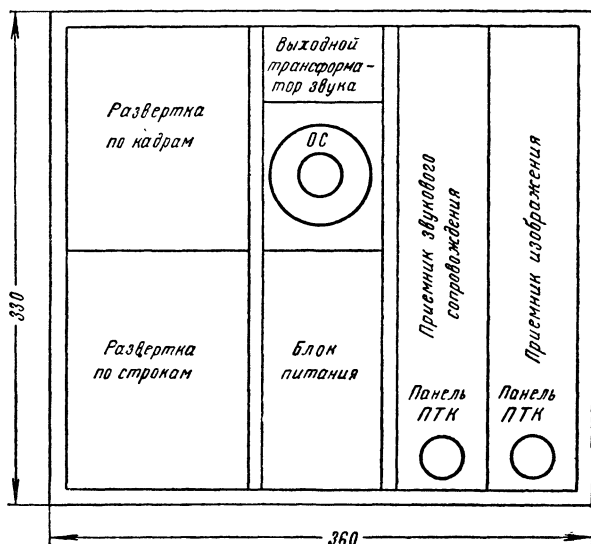 Выходной
трансформа-
тор звука
Развертка
по кадрам
ОС
Приемник звукового
сопровождения
Приемник изображения
330
Развертка
по строкам
Блок
питания
Панель
ПТК
Панель
ПТК
360